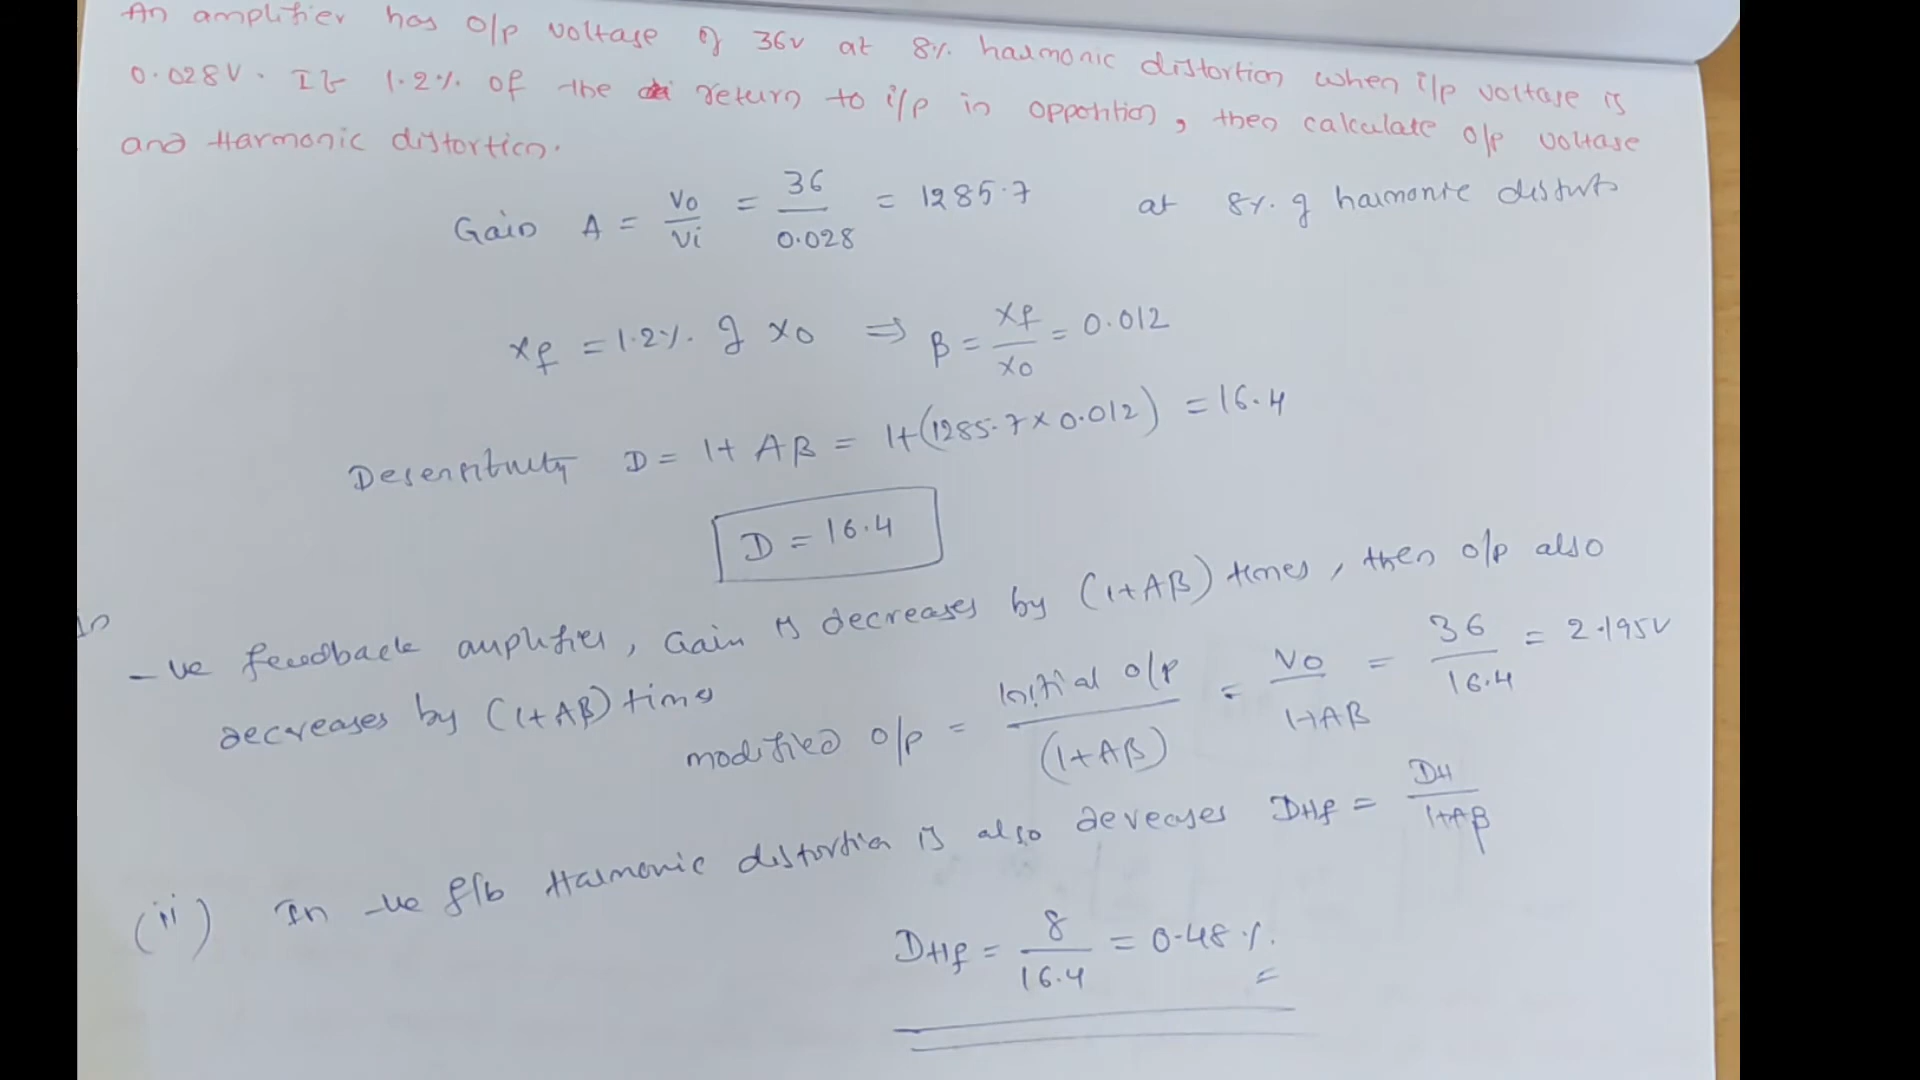 An amplifier has o/p voltage of 36v at 8% harmonic distortion when i/p voltage is
0.028V. If 1.2% of the return to i/p in opposition, then calculate o/p voltage
and Harmonic distortion.
Gain A = Vo/Vi = 36/0.028 = 1285.7 at 8% of harmonic distort
xf = 1.2% of xo ⇒ β = xf/xo = 0.012
Desensitivity D = 1+ Aβ = 1+(1285.7×0.012) = 16.4
D = 16.4
In
-ve feedback amplifier, Gain is decreases by (1+Aβ) times, then o/p also
decreases by (1+Aβ) times
modified o/p = Initial o/p/(1+Aβ) = Vo/1+Aβ = 36/16.4 = 2.195V
(ii) In -ve f/b Harmonic distortion is also decreases DHf = DH/1+Aβ
DHf = 8/16.4 = 0.48%